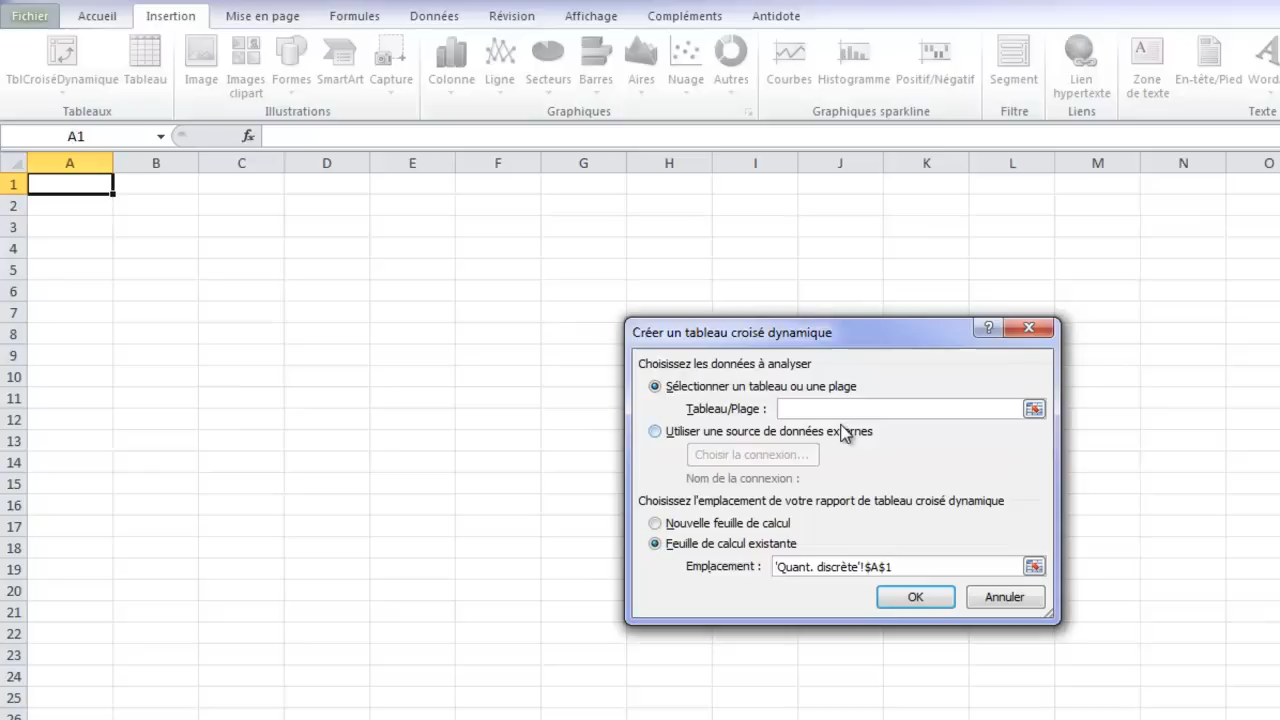 Fichier Accueil Insertion Mise en page Formules Données Révision Affichage Compléments Antidote
TblCroiséDynamique Tableau Image Images clipart Formes SmartArt Capture Colonne Ligne Secteurs Barres Aires Nuage Autres Courbes Histogramme Positif/Négatif Segment Lien hypertexte Zone de texte En-tête/Pied
Tableaux Illustrations Graphiques Graphiques sparkline Filtre Liens Texte
A1 fx
A B C D E F G H I J K L M N O
1
2
3
4
5
6
7
8
9
10
11
12
13
14
15
16
17
18
19
20
21
22
23
24
25
26
Créer un tableau croisé dynamique
Choisissez les données à analyser
Sélectionner un tableau ou une plage
Tableau/Plage :
Utiliser une source de données externes
Choisir la connexion...
Nom de la connexion :
Choisissez l'emplacement de votre rapport de tableau croisé dynamique
Nouvelle feuille de calcul
Feuille de calcul existante
Emplacement : 'Quant. discrète'!$A$1
OK Annuler